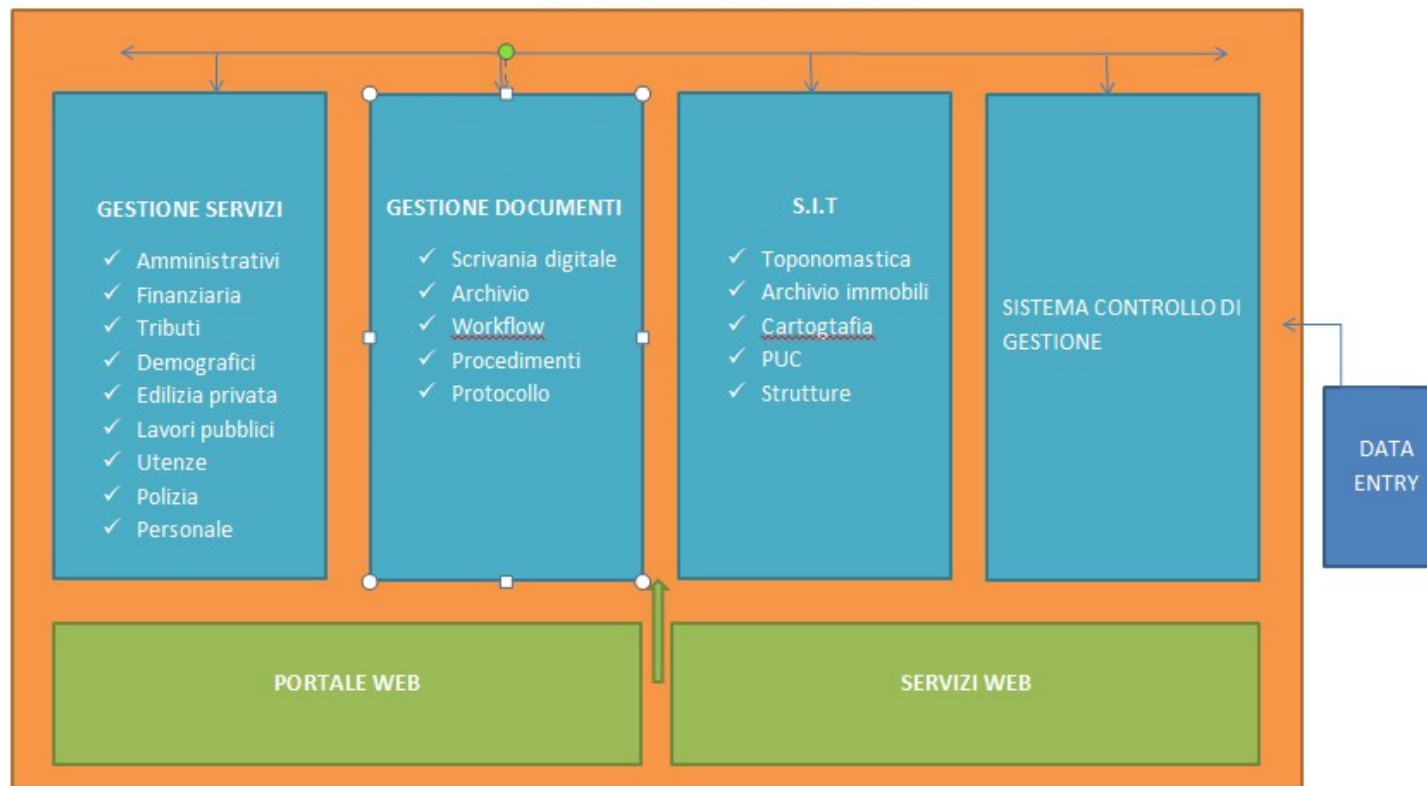 GESTIONE SERVIZI
Amministrativi
Finanziaria
Tributi
Demografici
Edilizia privata
Lavori pubblici
Utenze
Polizia
Personale
GESTIONE DOCUMENTI
Scrivania digitale
Archivio
Workflow
Procedimenti
Protocollo
S.I.T
Toponomastica
Archivio immobili
Cartogtafia
PUC
Strutture
SISTEMA CONTROLLO DI
GESTIONE
DATA
ENTRY
PORTALE WEB
SERVIZI WEB